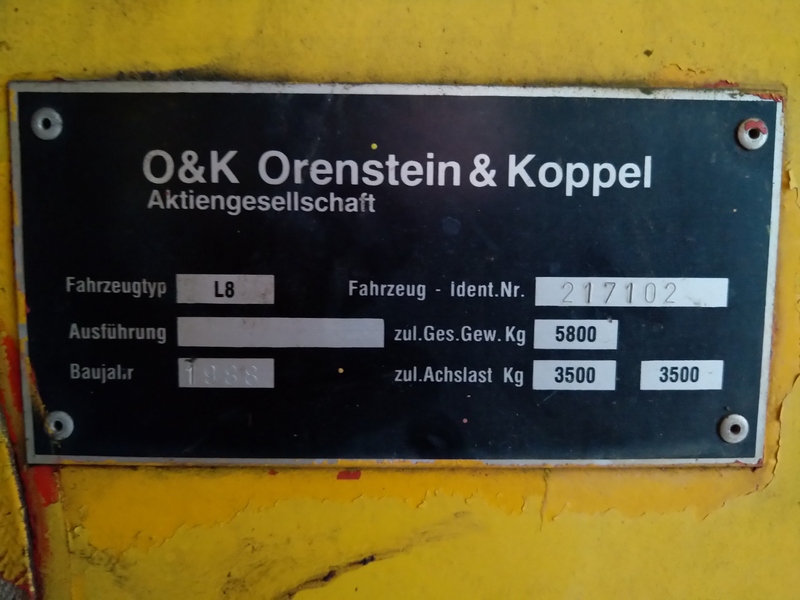 O&K Orenstein & Koppel
Aktiengesellschaft
Fahrzeugtyp L8 Fahrzeug - ident.Nr. 217102
Ausführung zul.Ges.Gew.Kg 5800
Baujahr 1988 zul.Achslast Kg 3500 3500